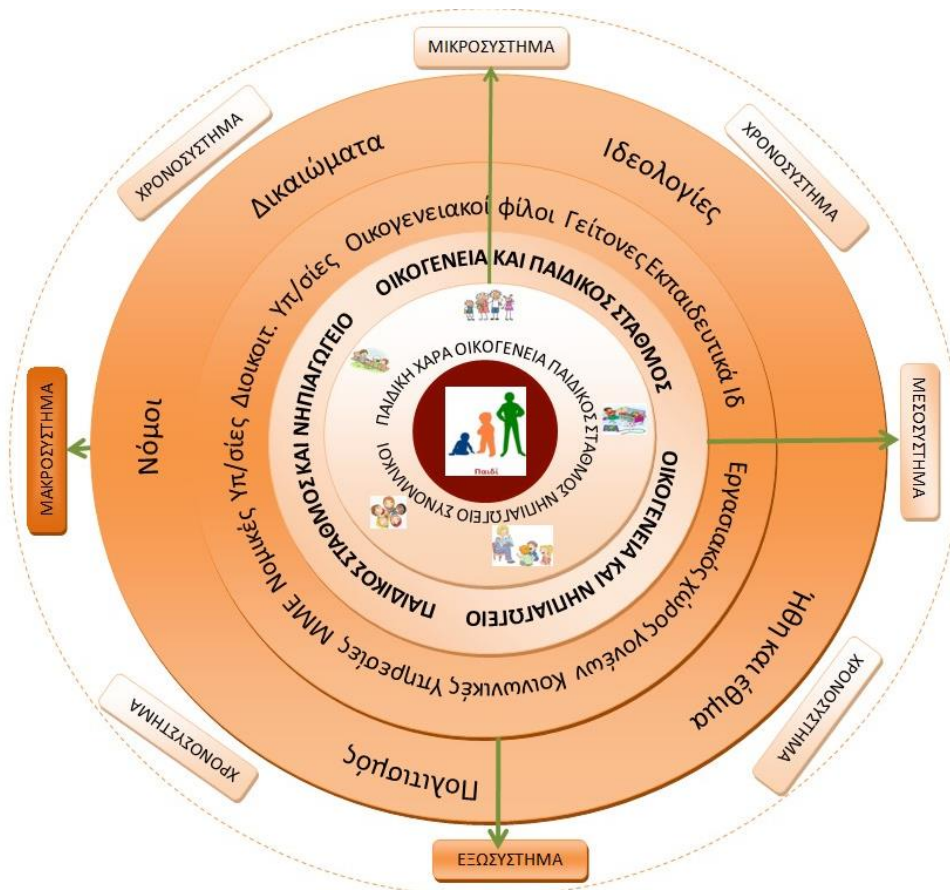 ΜΙΚΡΟΣΥΣΤΗΜΑ
ΧΡΟΝΟΣΥΣΤΗΜΑ
ΧΡΟΝΟΣΥΣΤΗΜΑ
Δικαιώματα
Ιδεολογίες
Νόμοι
Ήθη και έθιμα
Πολιτισμός
Οικογενειακοί φίλοι Γείτονες Εκπαιδευτικά Ιδ
Εργασιακός χώρος γονέων Κοινωνικές Υπηρεσίες ΜΜΕ Νομικές Υπ/σίες Διοικοιτ. Υπ/σίες
ΟΙΚΟΓΕΝΕΙΑ ΚΑΙ ΠΑΙΔΙΚΟΣ ΣΤΑΘΜΟΣ
ΟΙΚΟΓΕΝΕΙΑ ΚΑΙ ΝΗΠΙΑΓΩΓΕΙΟ
ΠΑΙΔΙΚΟΣ ΣΤΑΘΜΟΣ ΚΑΙ ΝΗΠΙΑΓΩΓΕΙΟ
ΠΑΙΔΙΚΗ ΧΑΡΑ ΟΙΚΟΓΕΝΕΙΑ ΠΑΙΔΙΚΟΣ ΣΤΑΘΜΟΣ ΝΗΠΙΑΓΩΓΕΙΟ ΣΥΝΟΜΗΛΙΚΟΙ
Παιδί
ΜΑΚΡΟΣΥΣΤΗΜΑ
ΜΕΣΟΣΥΣΤΗΜΑ
ΧΡΟΝΟΣΥΣΤΗΜΑ
ΧΡΟΝΟΣΥΣΤΗΜΑ
ΕΞΩΣΥΣΤΗΜΑ